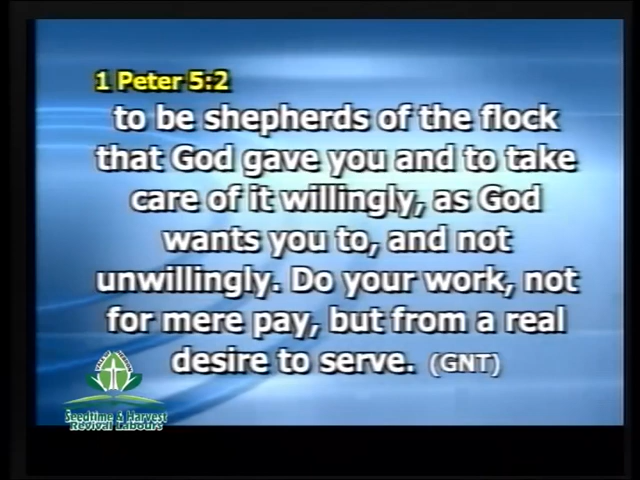 1 Peter 5:2
to be shepherds of the flock
that God gave you and to take
care of it willingly, as God
wants you to, and not
unwillingly. Do your work, not
for mere pay, but from a real
desire to serve. (GNT)
Seedtime & Harvest
Revival Labours